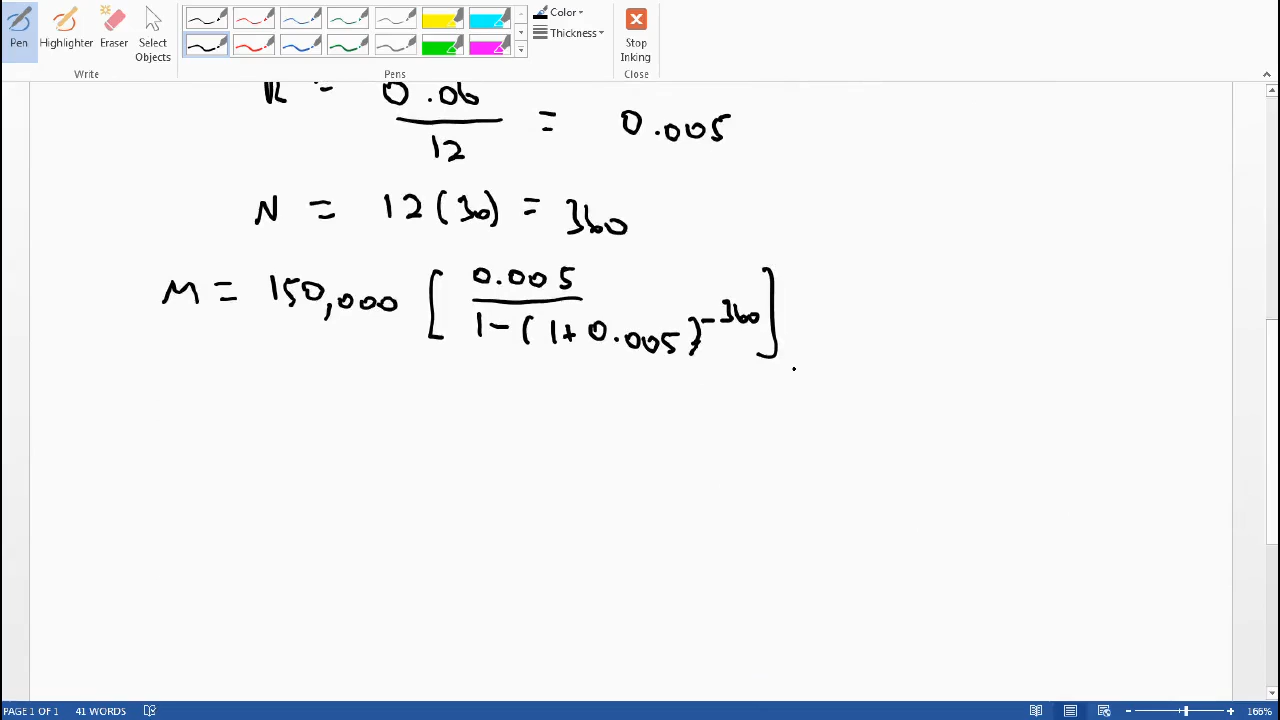 Pen Highlighter Eraser Select Objects
Color
Thickness
Stop Inking
Write Pens Close
R = 0.06 / 12 = 0.005
N = 12(30) = 360
M = 150,000 [ 0.005 / 1-(1+0.005)^-360 ]
PAGE 1 OF 1 41 WORDS 166%